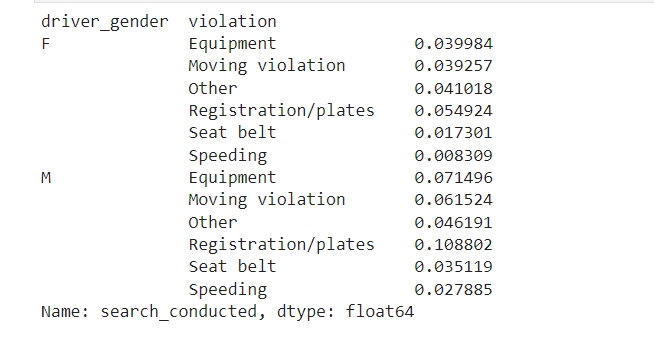 driver_gender  violation
F              Equipment              0.039984
               Moving violation       0.039257
               Other                  0.041018
               Registration/plates    0.054924
               Seat belt              0.017301
               Speeding               0.008309
M              Equipment              0.071496
               Moving violation       0.061524
               Other                  0.046191
               Registration/plates    0.108802
               Seat belt              0.035119
               Speeding               0.027885
Name: search_conducted, dtype: float64